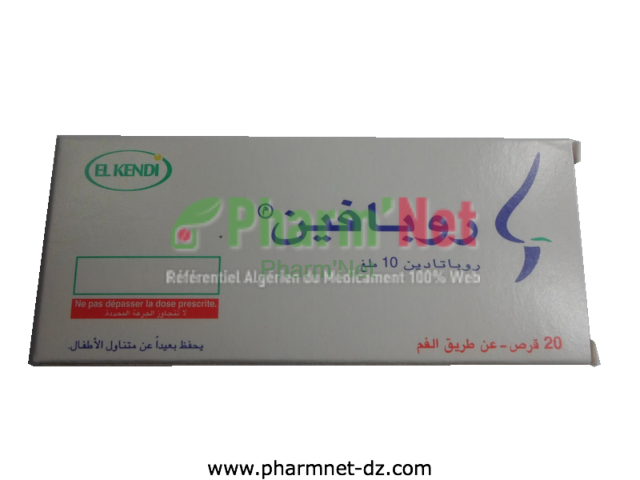 EL KENDI
روبافين®
Pharm'Net
روباتادين 10 ملغ
Pharm'Net
Référentiel Algérien du Médicament 100% Web
Ne pas dépasser la dose prescrite.
لا تتجاوز الجرعة المحددة.
يحفظ بعيداً عن متناول الأطفال.
20 قرص - عن طريق الفم
www.pharmnet-dz.com